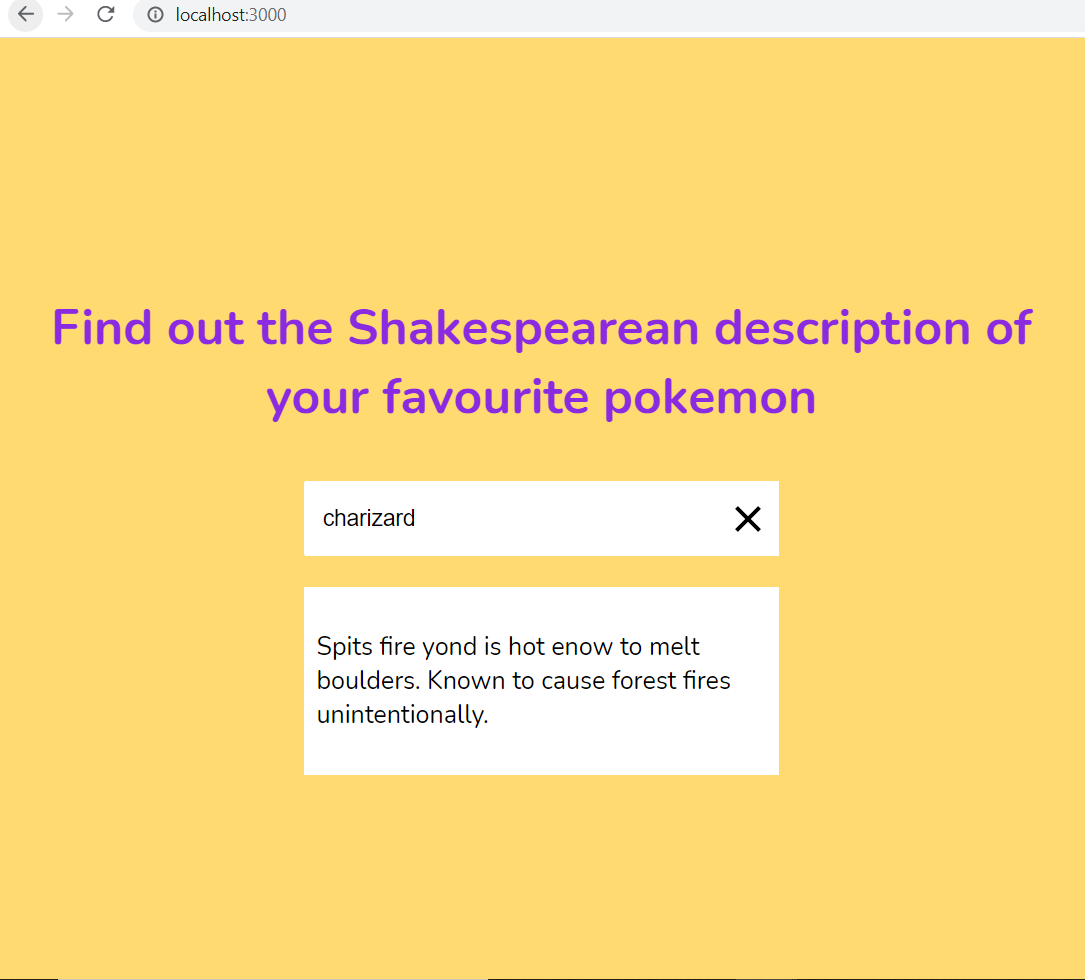 localhost:3000
Find out the Shakespearean description of
your favourite pokemon
charizard
Spits fire yond is hot enow to melt
boulders. Known to cause forest fires
unintentionally.